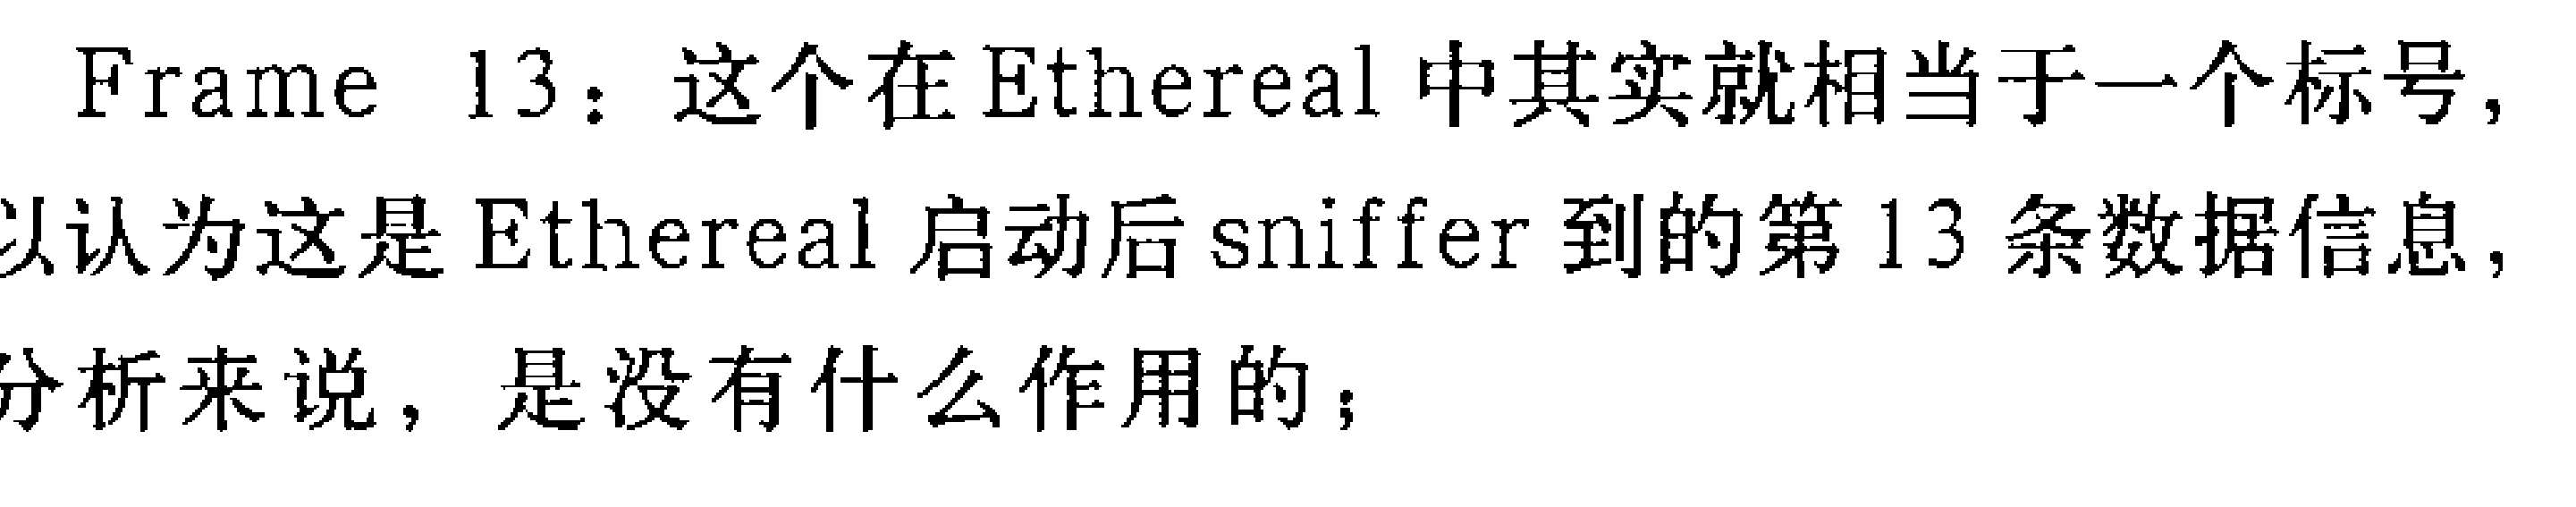 Frame 13：这个在Ethereal中其实就相当于一个标号，
以认为这是Ethereal启动后sniffer到的第13条数据信息，
分析来说，是没有什么作用的；